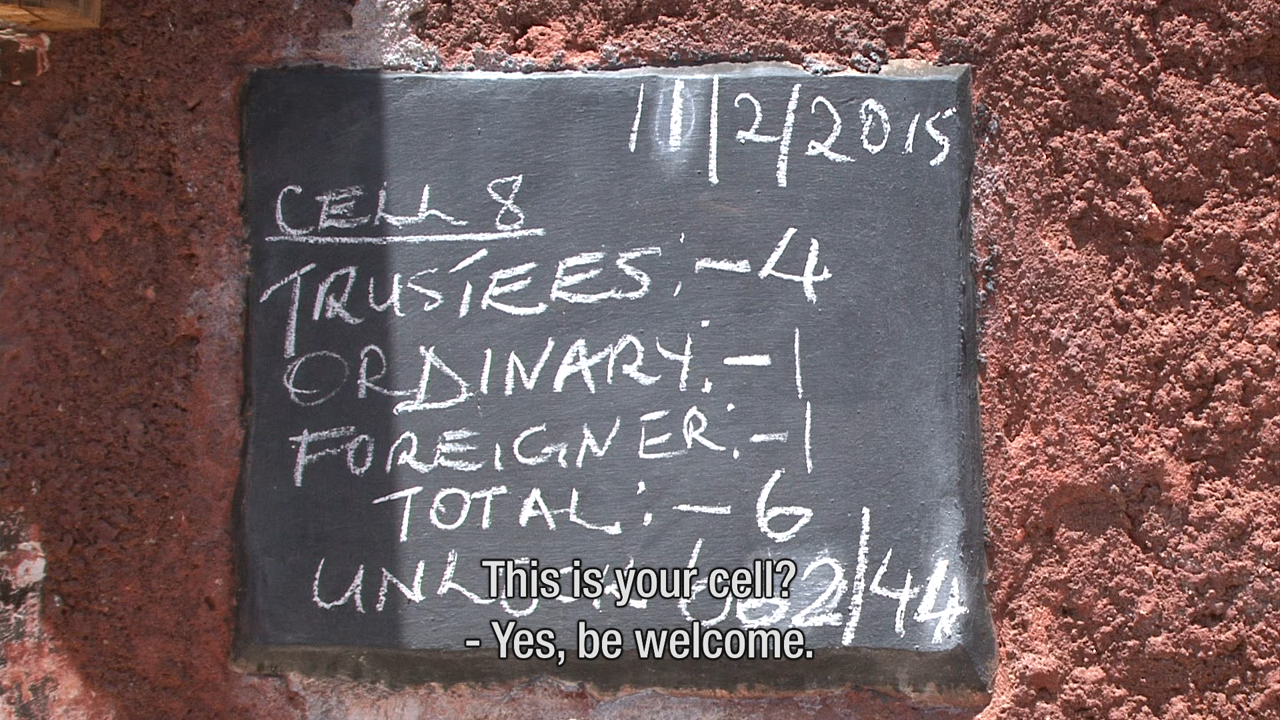 11/2/2015
CELL 8
TRUSTEES:-4
ORDINARY:-1
FOREIGNER:-1
TOTAL:-6
/44
This is your cell?
- Yes, be welcome.